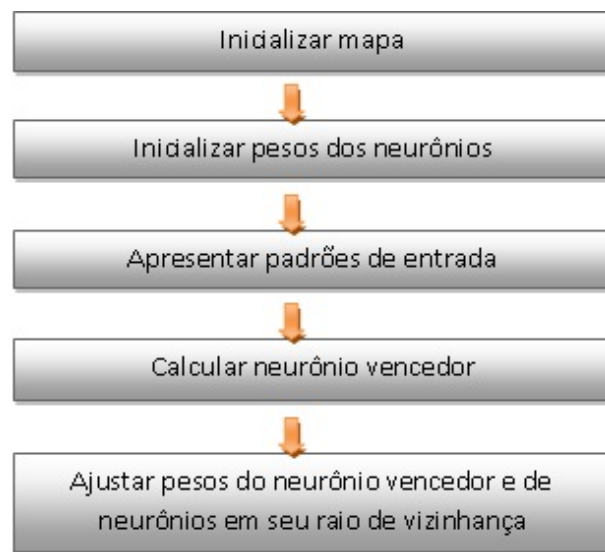 Inicializar mapa
Inicializar pesos dos neurônios
Apresentar padrões de entrada
Calcular neurônio vencedor
Ajustar pesos do neurônio vencedor e de
neurônios em seu raio de vizinhança